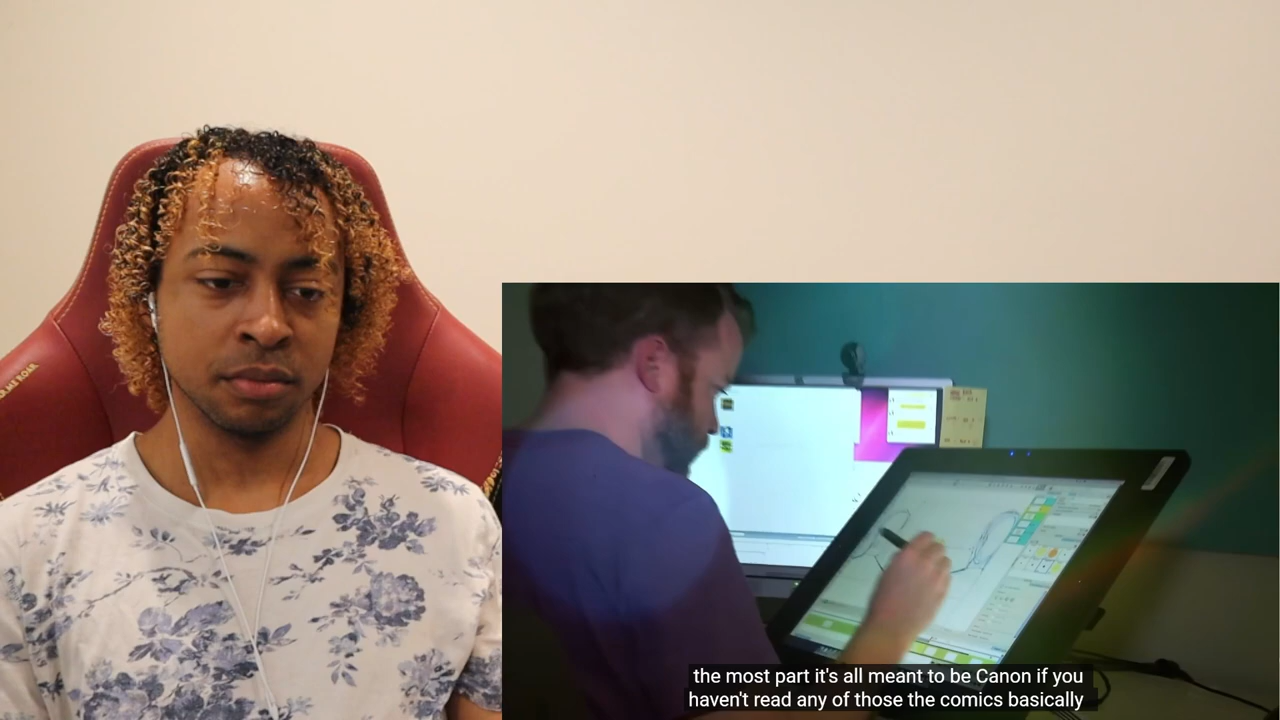 the most part it's all meant to be Canon if you
haven't read any of those the comics basically